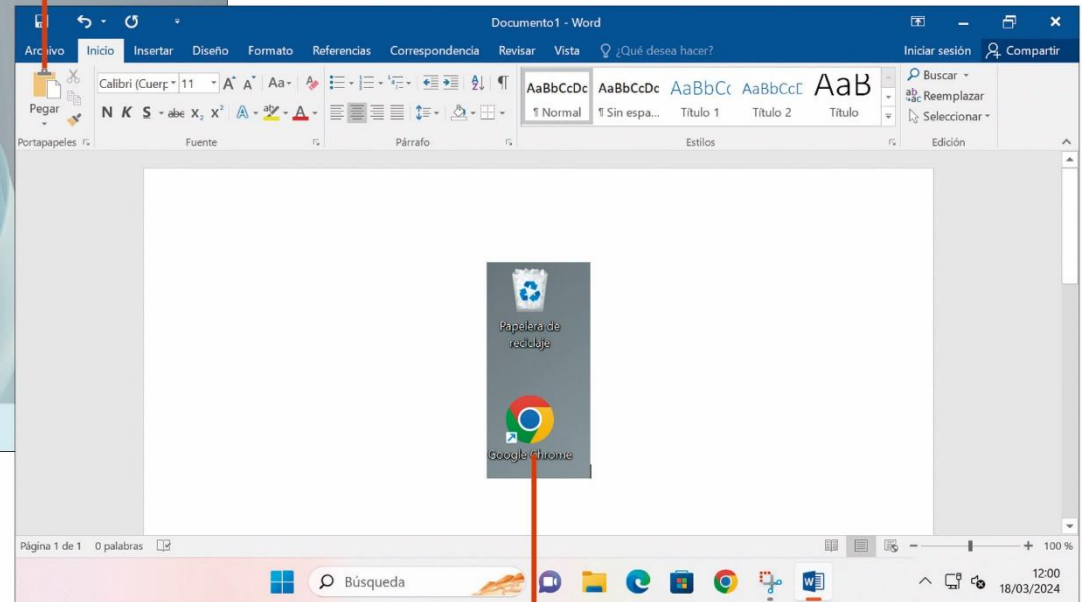 Documento1 - Word
Archivo Inicio Insertar Diseño Formato Referencias Correspondencia Revisar Vista ¿Qué desea hacer? Iniciar sesión Compartir
Pegar
Calibri (Cuerp 11 A A Aa
N K S abc X₂ X² A aby A
AaBbCcDc AaBbCcDc AaBbCc AaBbCcD AaB
¶ Normal ¶ Sin espa... Título 1 Título 2 Título
Buscar
Reemplazar
Seleccionar
Portapapeles Fuente Párrafo Estilos Edición
Papelera de
reciclaje
Google Chrome
Página 1 de 1 0 palabras 100 %
Búsqueda
12:00
18/03/2024